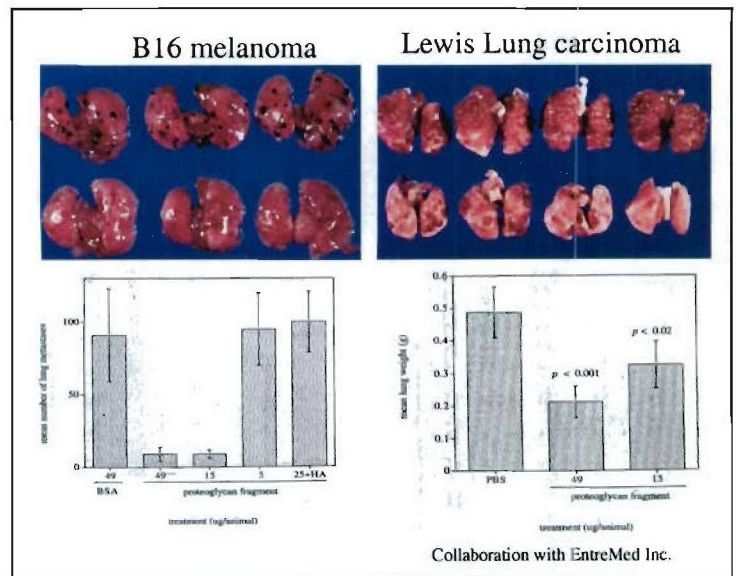 B16 melanoma
Lewis Lung carcinoma
mean number of lung metastases
100
50
0
49
49
15
5
25+HA
BSA
proteoglycan fragment
treatment (ug/animal)
mean lung weight (g)
0.6
0.5
0.4
0.3
0.2
0.1
0
p < 0.001
p < 0.02
PBS
49
15
proteoglycan fragment
treatment (ug/animal)
Collaboration with EntreMed Inc.